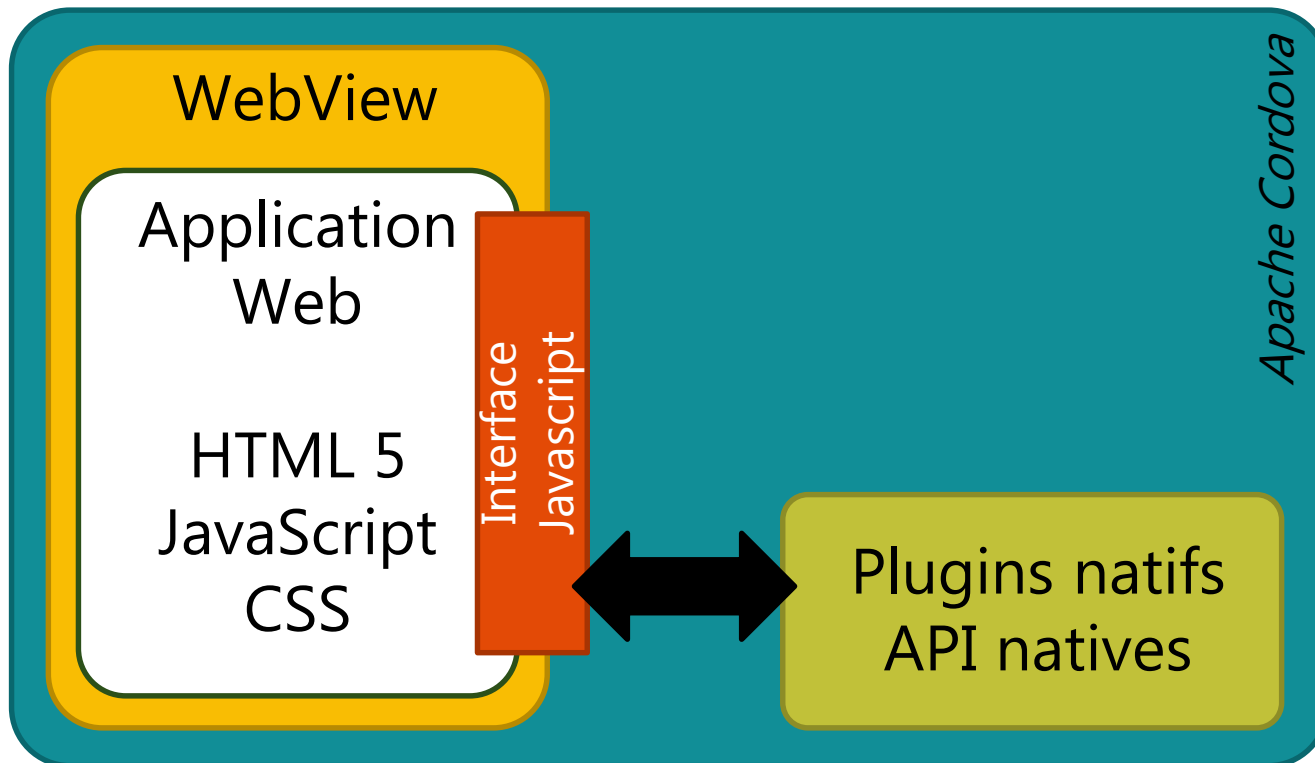 WebView
Application
Web
HTML 5
JavaScript
CSS
Interface
Javascript
Plugins natifs
API natives
Apache Cordova